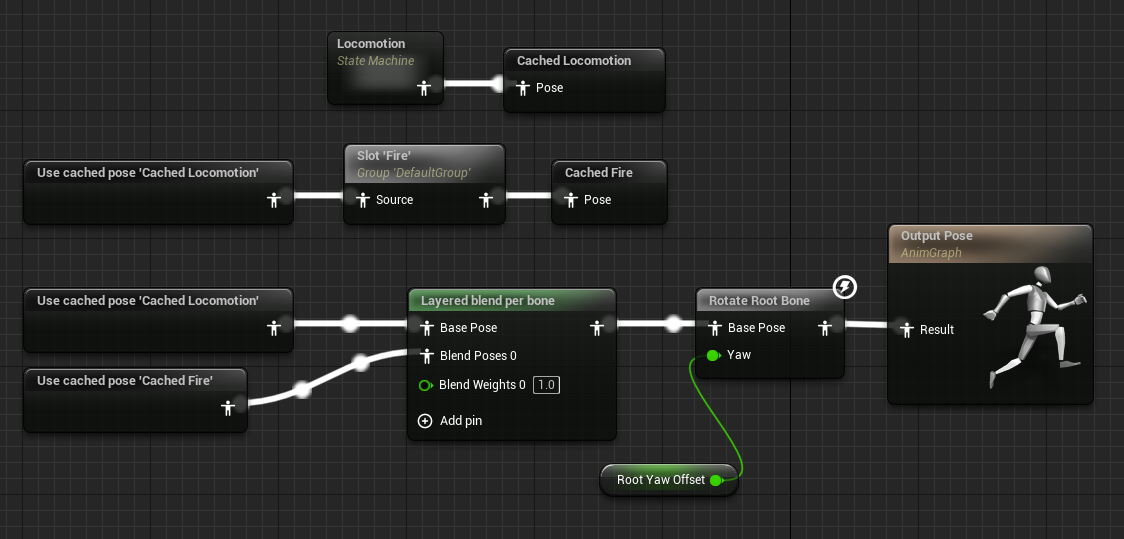 Locomotion
State Machine
Cached Locomotion
Pose
Use cached pose 'Cached Locomotion'
Slot 'Fire'
Group 'DefaultGroup'
Source
Cached Fire
Pose
Use cached pose 'Cached Locomotion'
Use cached pose 'Cached Fire'
Layered blend per bone
Base Pose
Blend Poses 0
Blend Weights 0 1.0
Add pin
Rotate Root Bone
Base Pose
Yaw
Root Yaw Offset
Output Pose
AnimGraph
Result